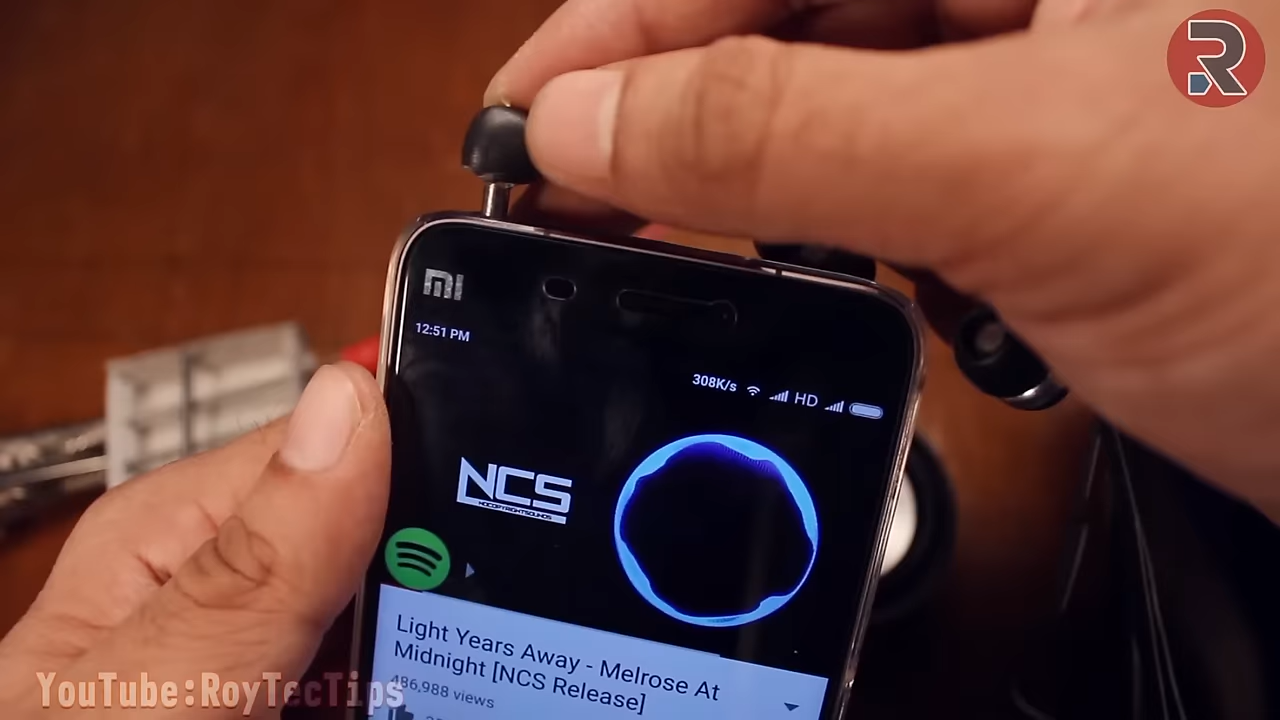 R
MI
12:51 PM
308K/s HD
NCS
NOCOPYRIGHTSOUNDS
Light Years Away - Melrose At
Midnight [NCS Release]
486,988 views
YouTube:RoyTecTips